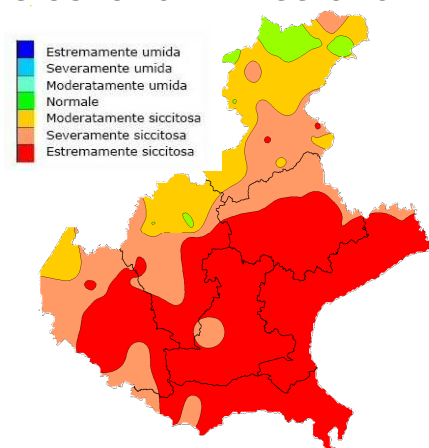 Estremamente umida
Severamente umida
Moderatamente umida
Normale
Moderatamente siccitosa
Severamente siccitosa
Estremamente siccitosa